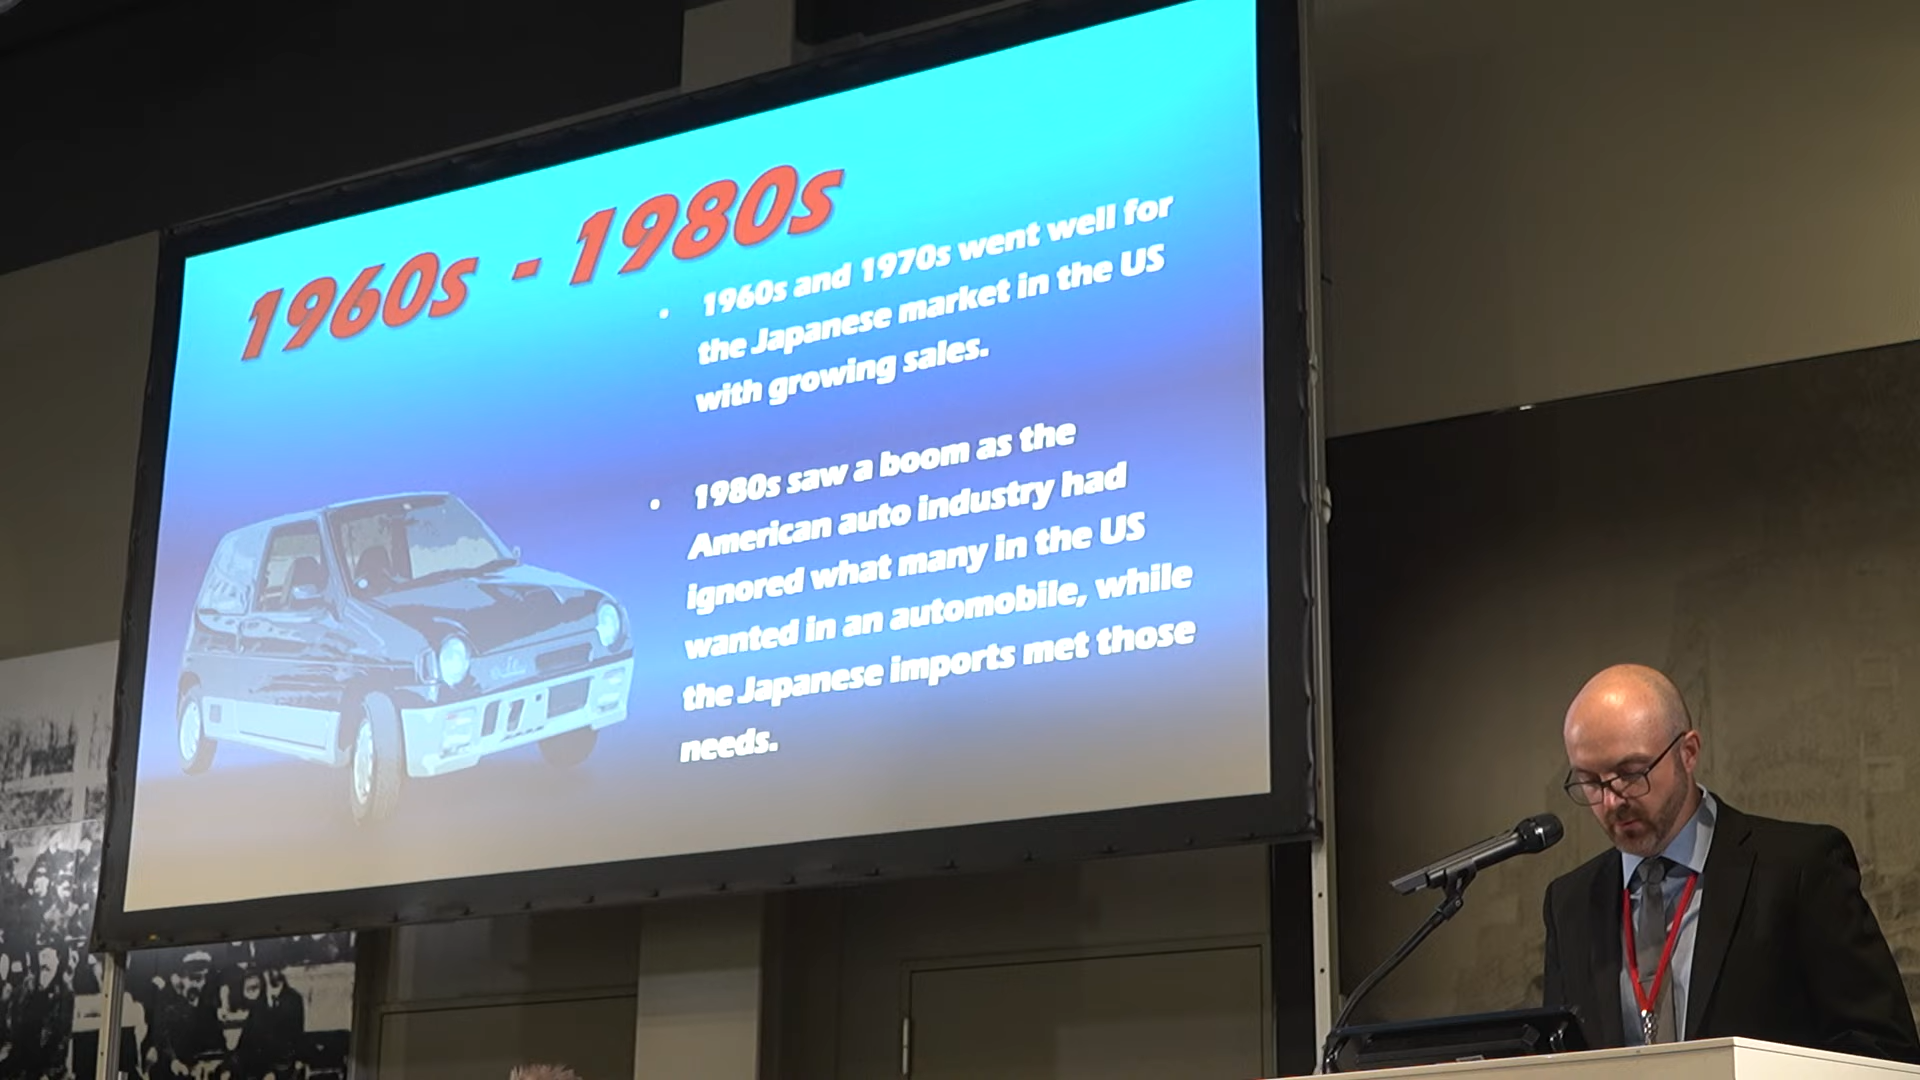 1960s - 1980s
• 1960s and 1970s went well for
the Japanese market in the US
with growing sales.
• 1980s saw a boom as the
American auto industry had
ignored what many in the US
wanted in an automobile, while
the Japanese imports met those
needs.